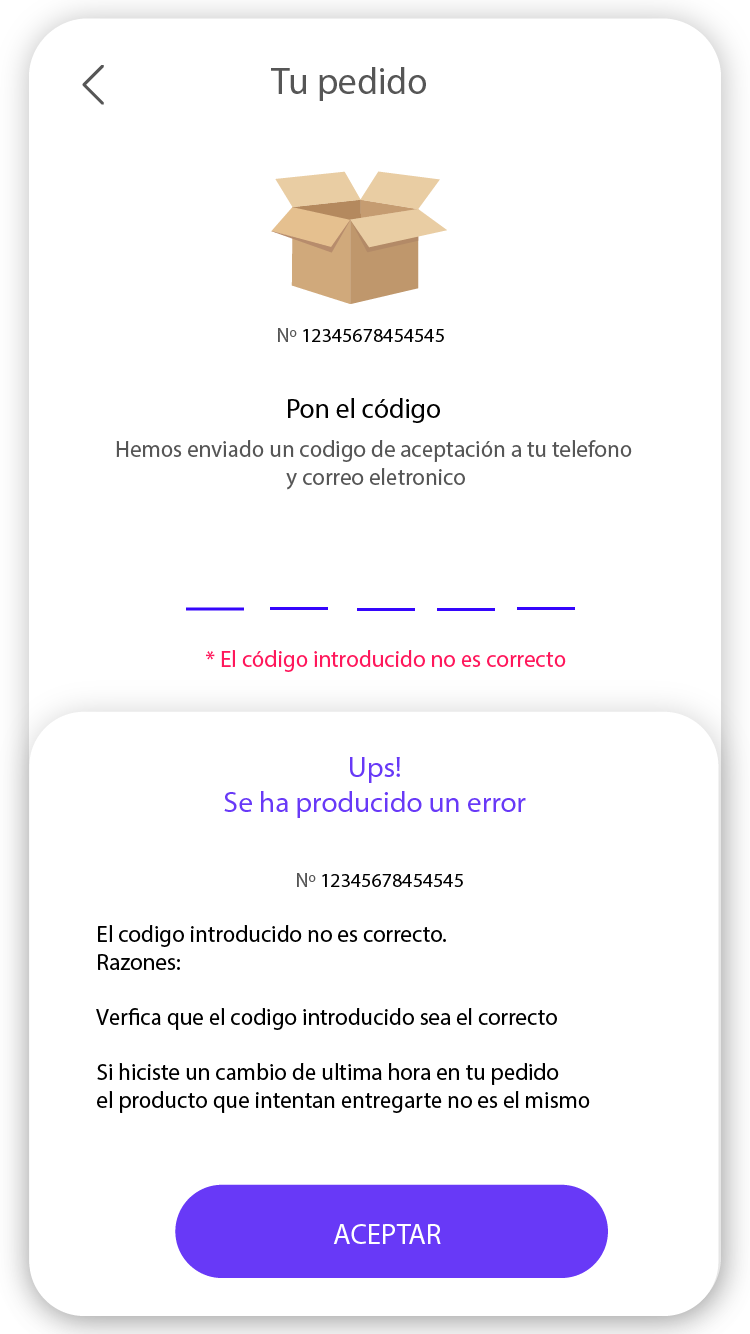 Tu pedido
Nº 12345678454545
Pon el código
Hemos enviado un codigo de aceptación a tu telefono
y correo eletronico
* El código introducido no es correcto
Ups!
Se ha producido un error
Nº 12345678454545
El codigo introducido no es correcto.
Razones:
Verfica que el codigo introducido sea el correcto
Si hiciste un cambio de ultima hora en tu pedido
el producto que intentan entregarte no es el mismo
ACEPTAR